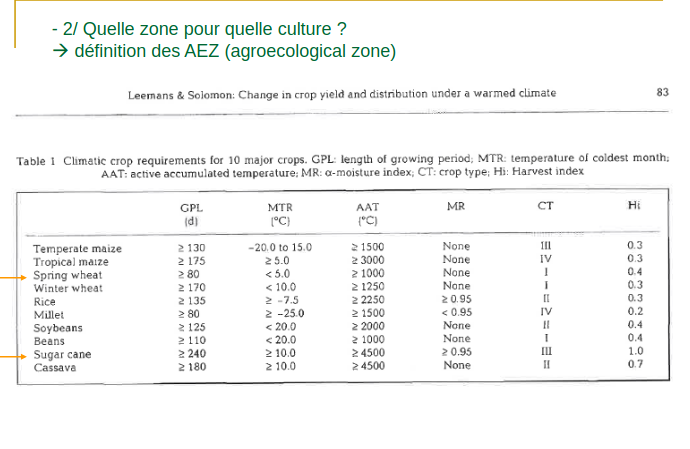 - 2/ Quelle zone pour quelle culture ?
→ définition des AEZ (agroecological zone)
Leemans & Solomon: Change in crop yield and distribution under a warmed climate 83
Table 1 Climatic crop requirements for 10 major crops. GPL: length of growing period; MTR: temperature of coldest month;
AAT: active accumulated temperature; MR: α-moisture index; CT: crop type; Hi: Harvest index
GPL MTR AAT MR CT Hi
(d) (°C) (°C)
Temperate maize ≥ 130 −20.0 to 15.0 ≥ 1500 None III 0.3
Tropical maize ≥ 175 ≥ 5.0 ≥ 3000 None IV 0.3
Spring wheat ≥ 80 < 5.0 ≥ 1000 None I 0.4
Winter wheat ≥ 170 < 10.0 ≥ 1250 None I 0.3
Rice ≥ 135 ≥ −7.5 ≥ 2250 ≥ 0.95 II 0.3
Millet ≥ 80 ≥ −25.0 ≥ 1500 < 0.95 IV 0.2
Soybeans ≥ 125 < 20.0 ≥ 2000 None II 0.4
Beans ≥ 110 < 20.0 ≥ 1000 None I 0.4
Sugar cane ≥ 240 ≥ 10.0 ≥ 4500 ≥ 0.95 III 1.0
Cassava ≥ 180 ≥ 10.0 ≥ 4500 None II 0.7